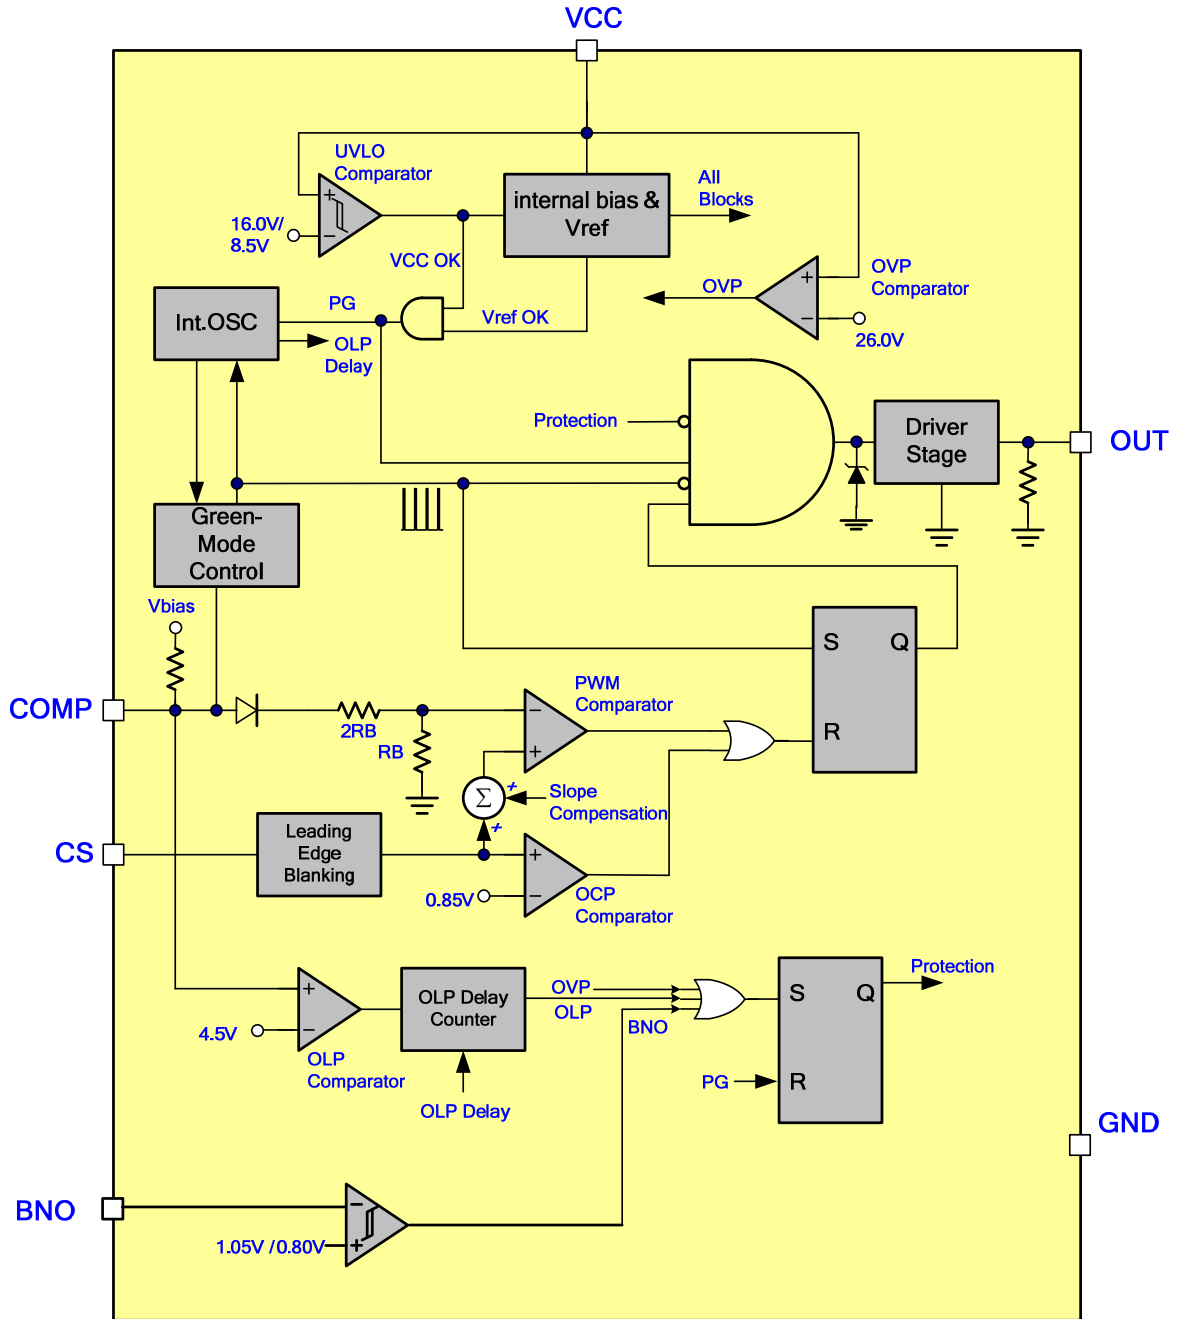 VCC
UVLO
Comparator
+
−
16.0V/
8.5V
internal bias &
Vref
All
Blocks
VCC OK
OVP
+
−
OVP
Comparator
26.0V
PG
Vref OK
Int.OSC
OLP
Delay
Protection
Driver
Stage
OUT
Green-
Mode
Control
Vbias
S
Q
R
COMP
2RB
RB
PWM
Comparator
−
+
Σ
+
+
Slope
Compensation
CS
Leading
Edge
Blanking
+
−
0.85V
OCP
Comparator
Protection
+
−
4.5V
OLP
Comparator
OLP Delay
Counter
OLP Delay
OVP
OLP
BNO
S
Q
PG
R
GND
BNO
−
+
1.05V /0.80V